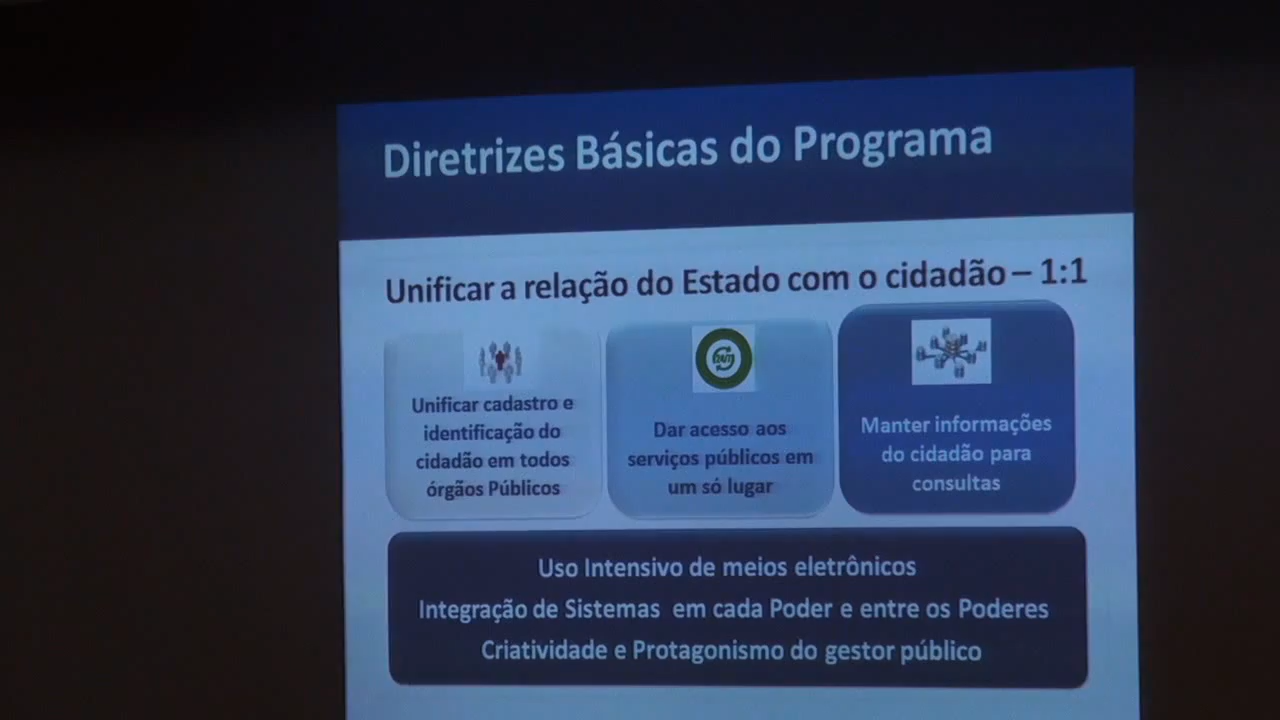 Diretrizes Básicas do Programa
Unificar a relação do Estado com o cidadão – 1:1
Unificar cadastro e
identificação do
cidadão em todos
órgãos Públicos
24/7
Dar acesso aos
serviços públicos em
um só lugar
Manter informações
do cidadão para
consultas
Uso Intensivo de meios eletrônicos
Integração de Sistemas em cada Poder e entre os Poderes
Criatividade e Protagonismo do gestor público